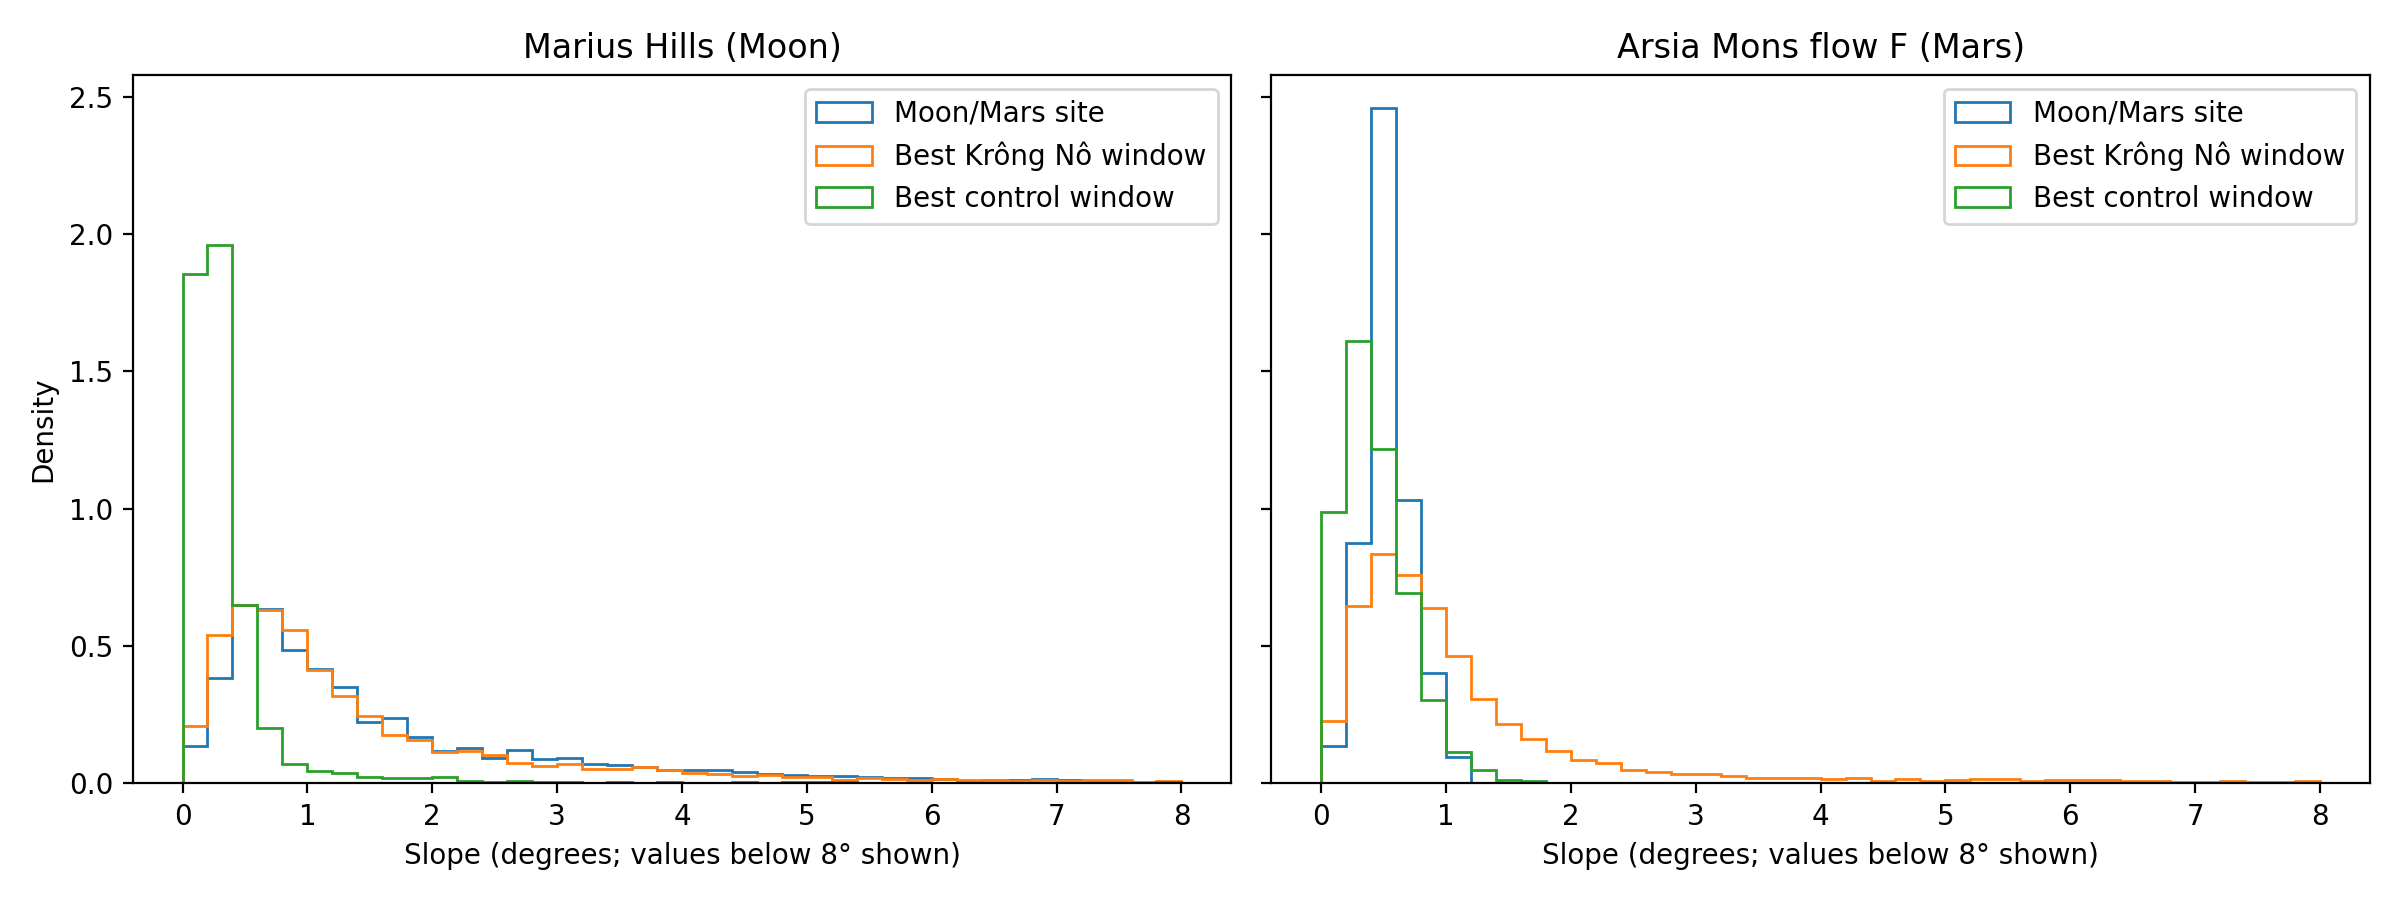 Marius Hills (Moon)
Moon/Mars site
Best Krông Nô window
Best control window
2.5
2.0
1.5
1.0
0.5
0.0
Density
0 1 2 3 4 5 6 7 8
Slope (degrees; values below 8° shown)
Arsia Mons flow F (Mars)
Moon/Mars site
Best Krông Nô window
Best control window
0 1 2 3 4 5 6 7 8
Slope (degrees; values below 8° shown)